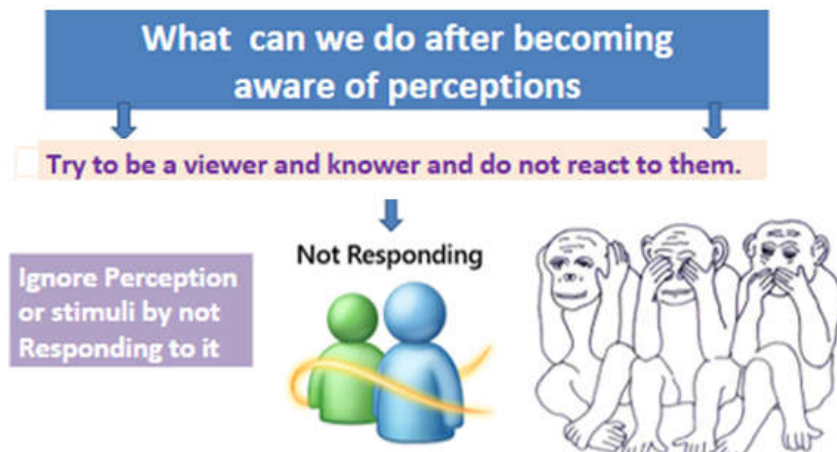 What can we do after becoming
aware of perceptions
Try to be a viewer and knower and do not react to them.
Not Responding
Ignore Perception
or stimuli by not
Responding to it